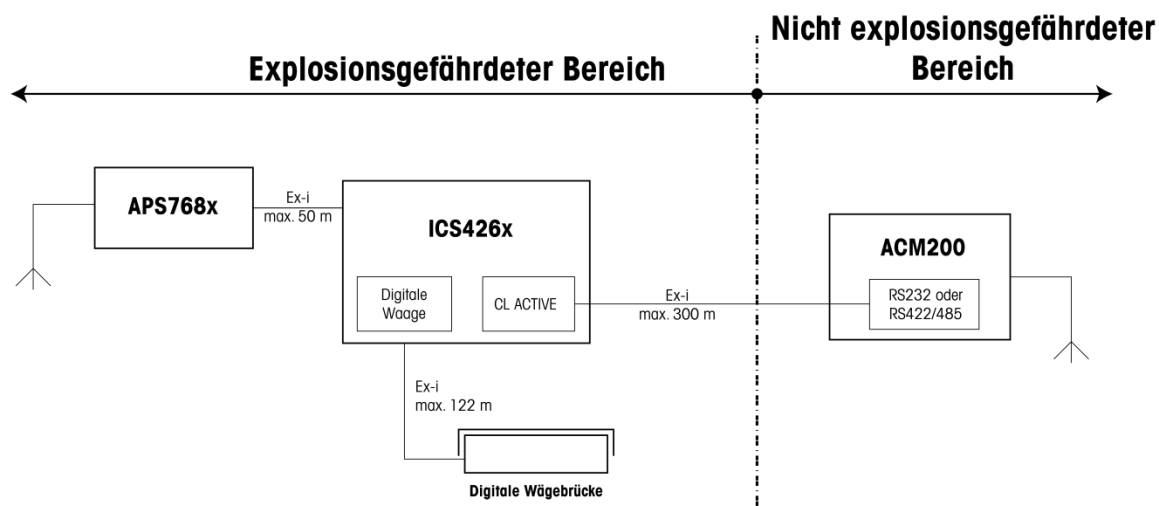 Explosionsgefährdeter Bereich
Nicht explosionsgefährdeter
Bereich
APS768x
Ex-i
max. 50 m
ICS426x
Digitale
Waage
CL ACTIVE
Ex-i
max. 300 m
ACM200
RS232 oder
RS422/485
Ex-i
max. 122 m
Digitale Wägebrücke